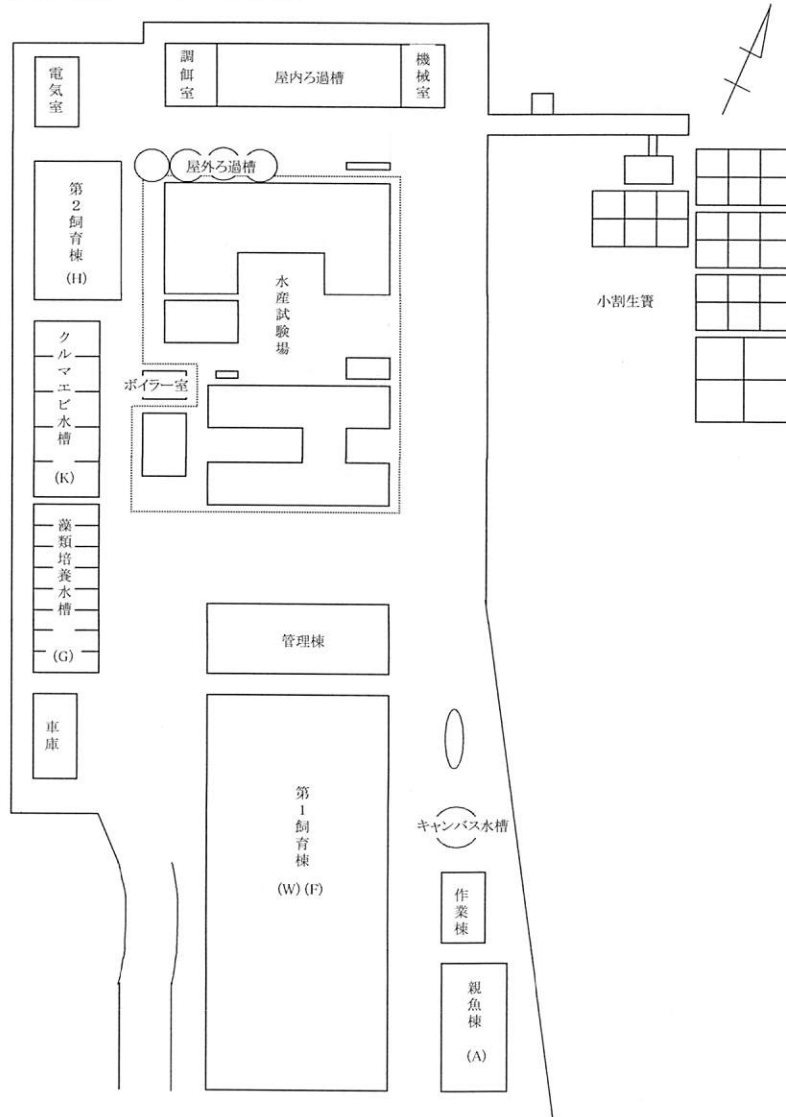 電気室
調餌室
屋内ろ過槽
機械室
屋外ろ過槽
第2飼育棟
(H)
水産試験場
小割生簀
クルマエビ水槽
(K)
ボイラー室
藻類培養水槽
(G)
管理棟
車庫
第1飼育棟
(W)(F)
キャンバス水槽
作業棟
親魚棟
(A)